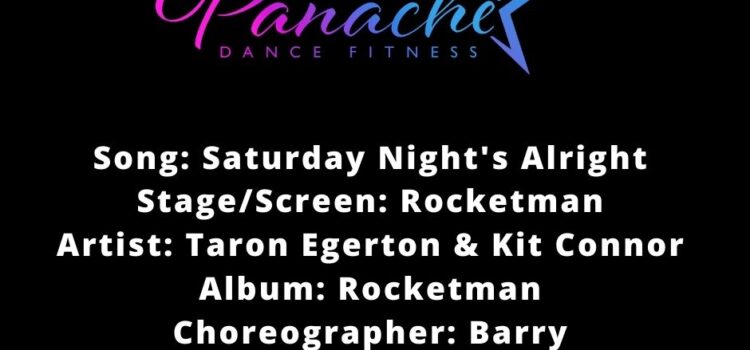 Panache
DANCE FITNESS
Song: Saturday Night's Alright
Stage/Screen: Rocketman
Artist: Taron Egerton & Kit Connor
Album: Rocketman
Choreographer: Barry